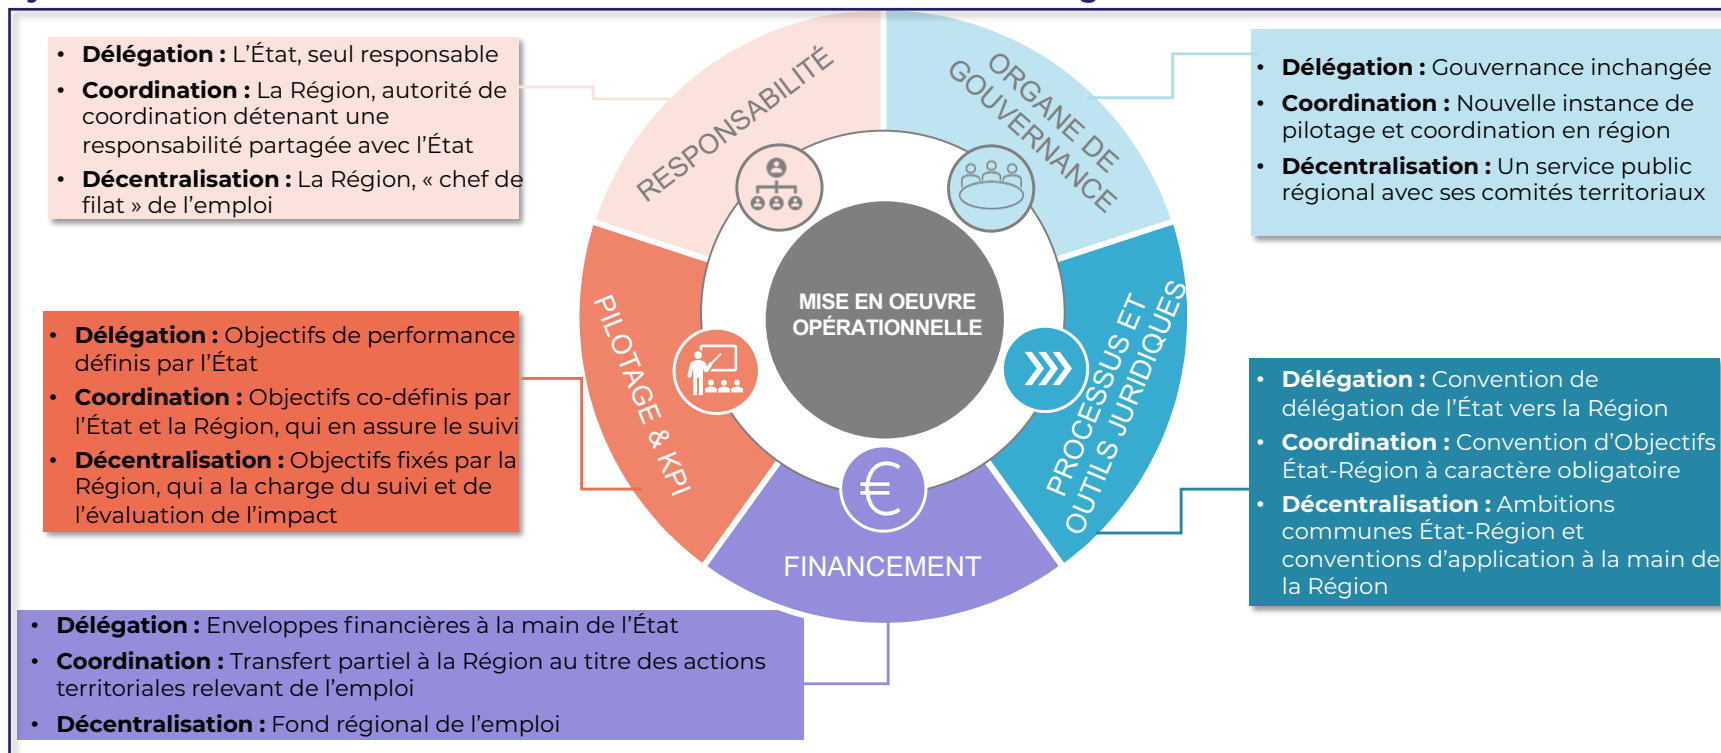 • Délégation : L’État, seul responsable
• Coordination : La Région, autorité de
coordination détenant une
responsabilité partagée avec l’État
• Décentralisation : La Région, « chef de
filat » de l’emploi
RESPONSABILITÉ
ORGANE DE
GOUVERNANCE
• Délégation : Gouvernance inchangée
• Coordination : Nouvelle instance de
pilotage et coordination en région
• Décentralisation : Un service public
régional avec ses comités territoriaux
MISE EN OEUVRE
OPÉRATIONNELLE
• Délégation : Objectifs de performance
définis par l’État
• Coordination : Objectifs co-définis par
l’État et la Région, qui en assure le suivi
• Décentralisation : Objectifs fixés par la
Région, qui a la charge du suivi et de
l’évaluation de l’impact
PILOTAGE & KPI
PROCESSUS ET
OUTILS JURIDIQUES
• Délégation : Convention de
délégation de l’État vers la Région
• Coordination : Convention d’Objectifs
État-Région à caractère obligatoire
• Décentralisation : Ambitions
communes État-Région et
conventions d’application à la main de
la Région
€
FINANCEMENT
• Délégation : Enveloppes financières à la main de l’État
• Coordination : Transfert partiel à la Région au titre des actions
territoriales relevant de l’emploi
• Décentralisation : Fond régional de l’emploi